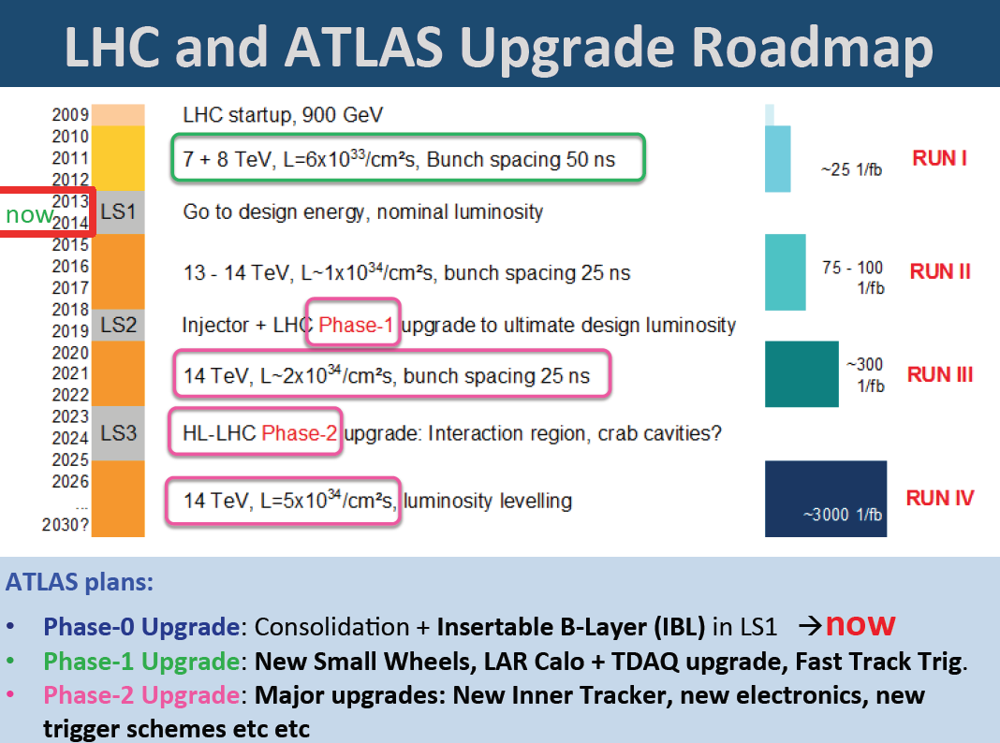 LHC and ATLAS Upgrade Roadmap
2009
LHC startup, 900 GeV
2010
2011
2012
7 + 8 TeV, L=6x10³³/cm²s, Bunch spacing 50 ns
~25 1/fb
RUN I
now
2013
2014
LS1
Go to design energy, nominal luminosity
2015
2016
2017
13 - 14 TeV, L~1x10³⁴/cm²s, bunch spacing 25 ns
75 - 100
1/fb
RUN II
2018
2019
LS2
Injector + LHC Phase-1 upgrade to ultimate design luminosity
2020
2021
2022
14 TeV, L~2x10³⁴/cm²s, bunch spacing 25 ns
~300
1/fb
RUN III
2023
2024
LS3
HL-LHC Phase-2 upgrade: Interaction region, crab cavities?
2025
2026
...
2030?
14 TeV, L=5x10³⁴/cm²s, luminosity levelling
~3000 1/fb
RUN IV
ATLAS plans:
• Phase-0 Upgrade: Consolidation + Insertable B-Layer (IBL) in LS1 →now
• Phase-1 Upgrade: New Small Wheels, LAR Calo + TDAQ upgrade, Fast Track Trig.
• Phase-2 Upgrade: Major upgrades: New Inner Tracker, new electronics, new
trigger schemes etc etc